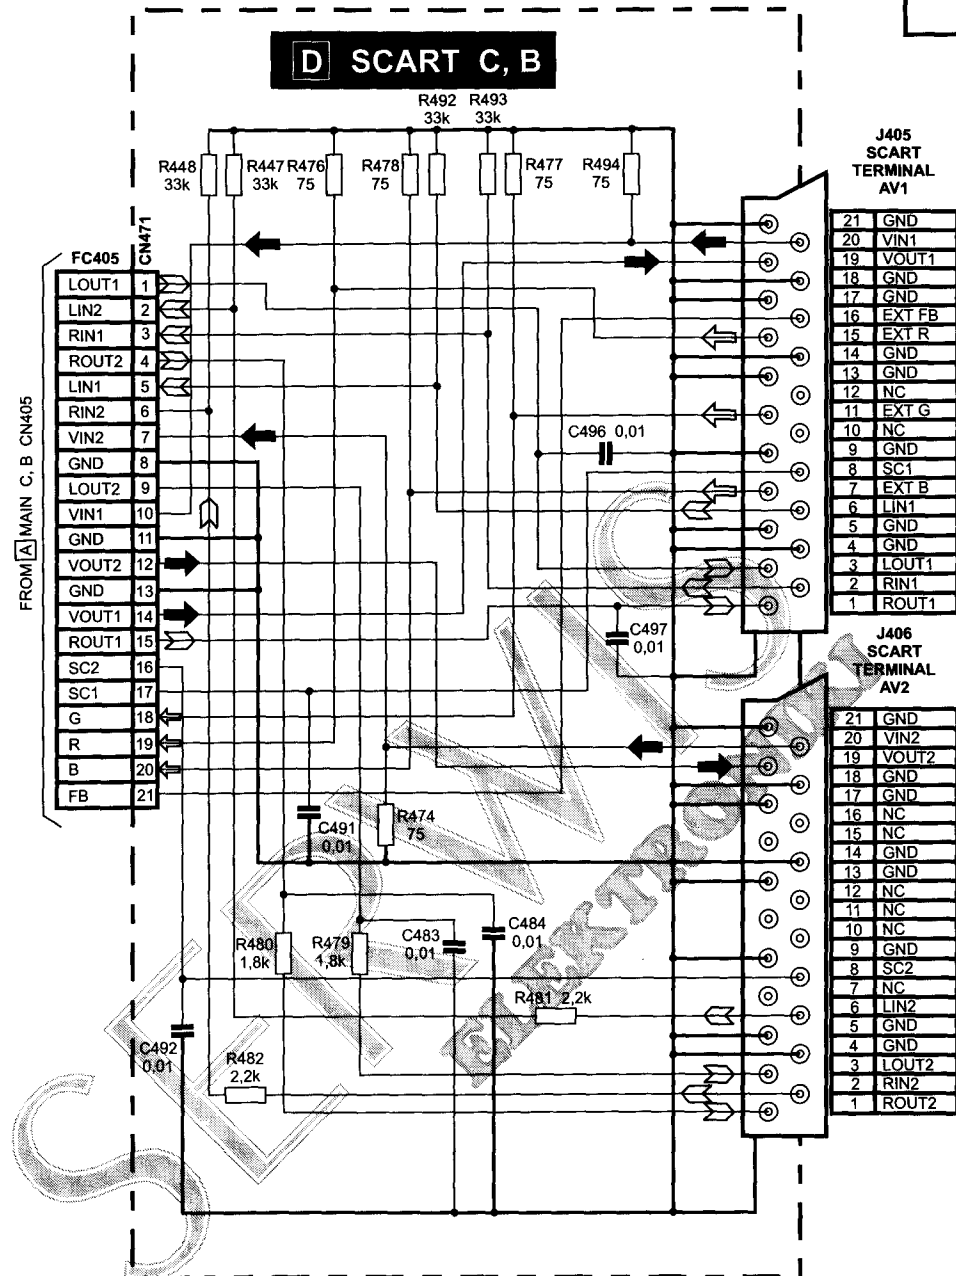 D SCART C, B
R492 R493
33k 33k
R448
33k
R447
33k
R476
75
R478
75
R477
75
R494
75
J405
SCART
TERMINAL
AV1
21 GND
20 VIN1
19 VOUT1
18 GND
17 GND
16 EXT FB
15 EXT R
14 GND
13 GND
12 NC
11 EXT G
10 NC
9 GND
8 SC1
7 EXT B
6 LIN1
5 GND
4 GND
3 LOUT1
2 RIN1
1 ROUT1
FROM A MAIN C, B CN405
FC405
CN471
LOUT1 1
LIN2 2
RIN1 3
ROUT2 4
LIN1 5
RIN2 6
VIN2 7
GND 8
LOUT2 9
VIN1 10
GND 11
VOUT2 12
GND 13
VOUT1 14
ROUT1 15
SC2 16
SC1 17
G 18
R 19
B 20
FB 21
C496 0,01
C497
0,01
J406
SCART
TERMINAL
AV2
21 GND
20 VIN2
19 VOUT2
18 GND
17 GND
16 NC
15 NC
14 GND
13 GND
12 NC
11 NC
10 NC
9 GND
8 SC2
7 NC
6 LIN2
5 GND
4 GND
3 LOUT2
2 RIN2
1 ROUT2
C491
0,01
R474
75
R480
1,8k
R479
1,8k
C483
0,01
C484
0,01
R481 2,2k
C492
0,01
R482
2,2k
SERWIS
ELEKTRONIKI